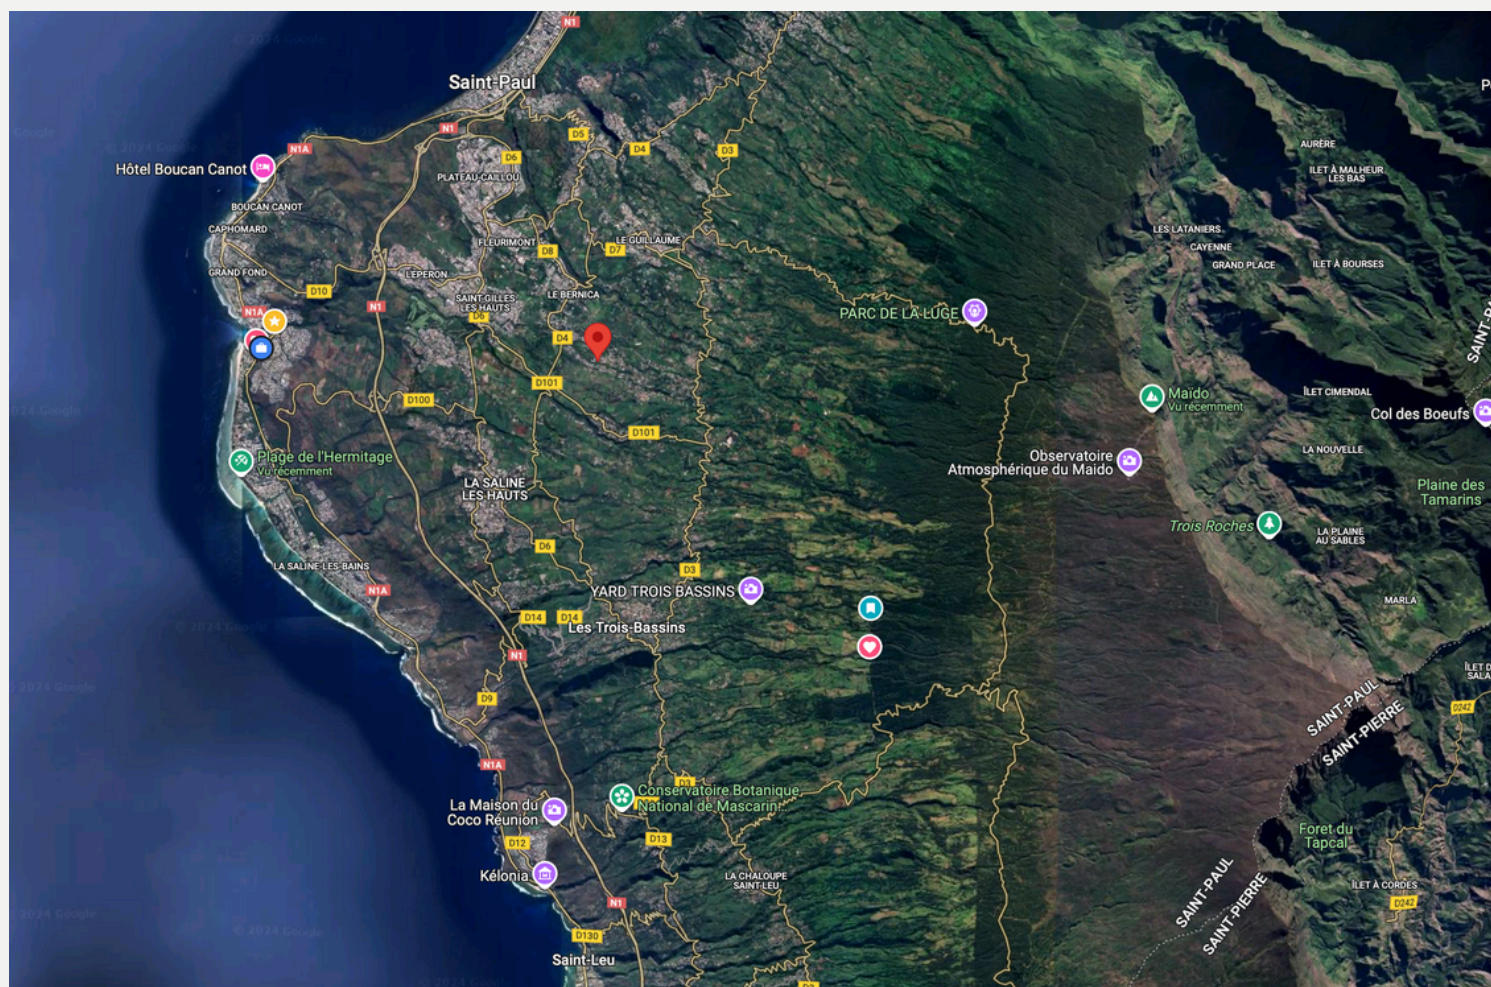 © 2024 Google
N1
Saint-Paul
N1
D5
D4
D3
N1A
D6
Hôtel Boucan Canot
PLATEAU-CAILLOU
AURÈRE
ILET À MALHEUR
LES BAS
BOUCAN CANOT
CAPHOMARD
LES LATANIERS
CAYENNE
FLEURIMONT
D8
D7
LE GUILLAUME
GRAND PLACE
ILET À BOURSES
GRAND FOND
L'EPERON
D10
SAINT GILLES
LES HAUTS
LE BERNICA
N1A
N1
D6
D4
PARC DE LA LUGE
D101
D100
D101
Maïdo
Vu récemment
ÎLET CIMENDAL
Col des Boeufs
Plage de l'Hermitage
Vu récemment
Observatoire
Atmosphérique du Maido
LA NOUVELLE
LA SALINE
LES HAUTS
Plaine des
Tamarins
Trois Roches
LA PLAINE
AU SABLES
D6
LA SALINE-LES-BAINS
D3
N1A
YARD TROIS BASSINS
MARLA
D14
D14
Les Trois-Bassins
N1
D9
SAINT-PAUL
SAINT-PIERRE
D242
N1A
D3
Conservatoire Botanique
National de Mascarin...
La Maison du
Coco Réunion
D12
D13
Foret du
Tapcal
Kélonia
LA CHALOUPE
SAINT-LEU
ÎLET À CORDES
D242
SAINT-PAUL
SAINT-PIERRE
N1
D130
Saint-Leu
© 2024 Google